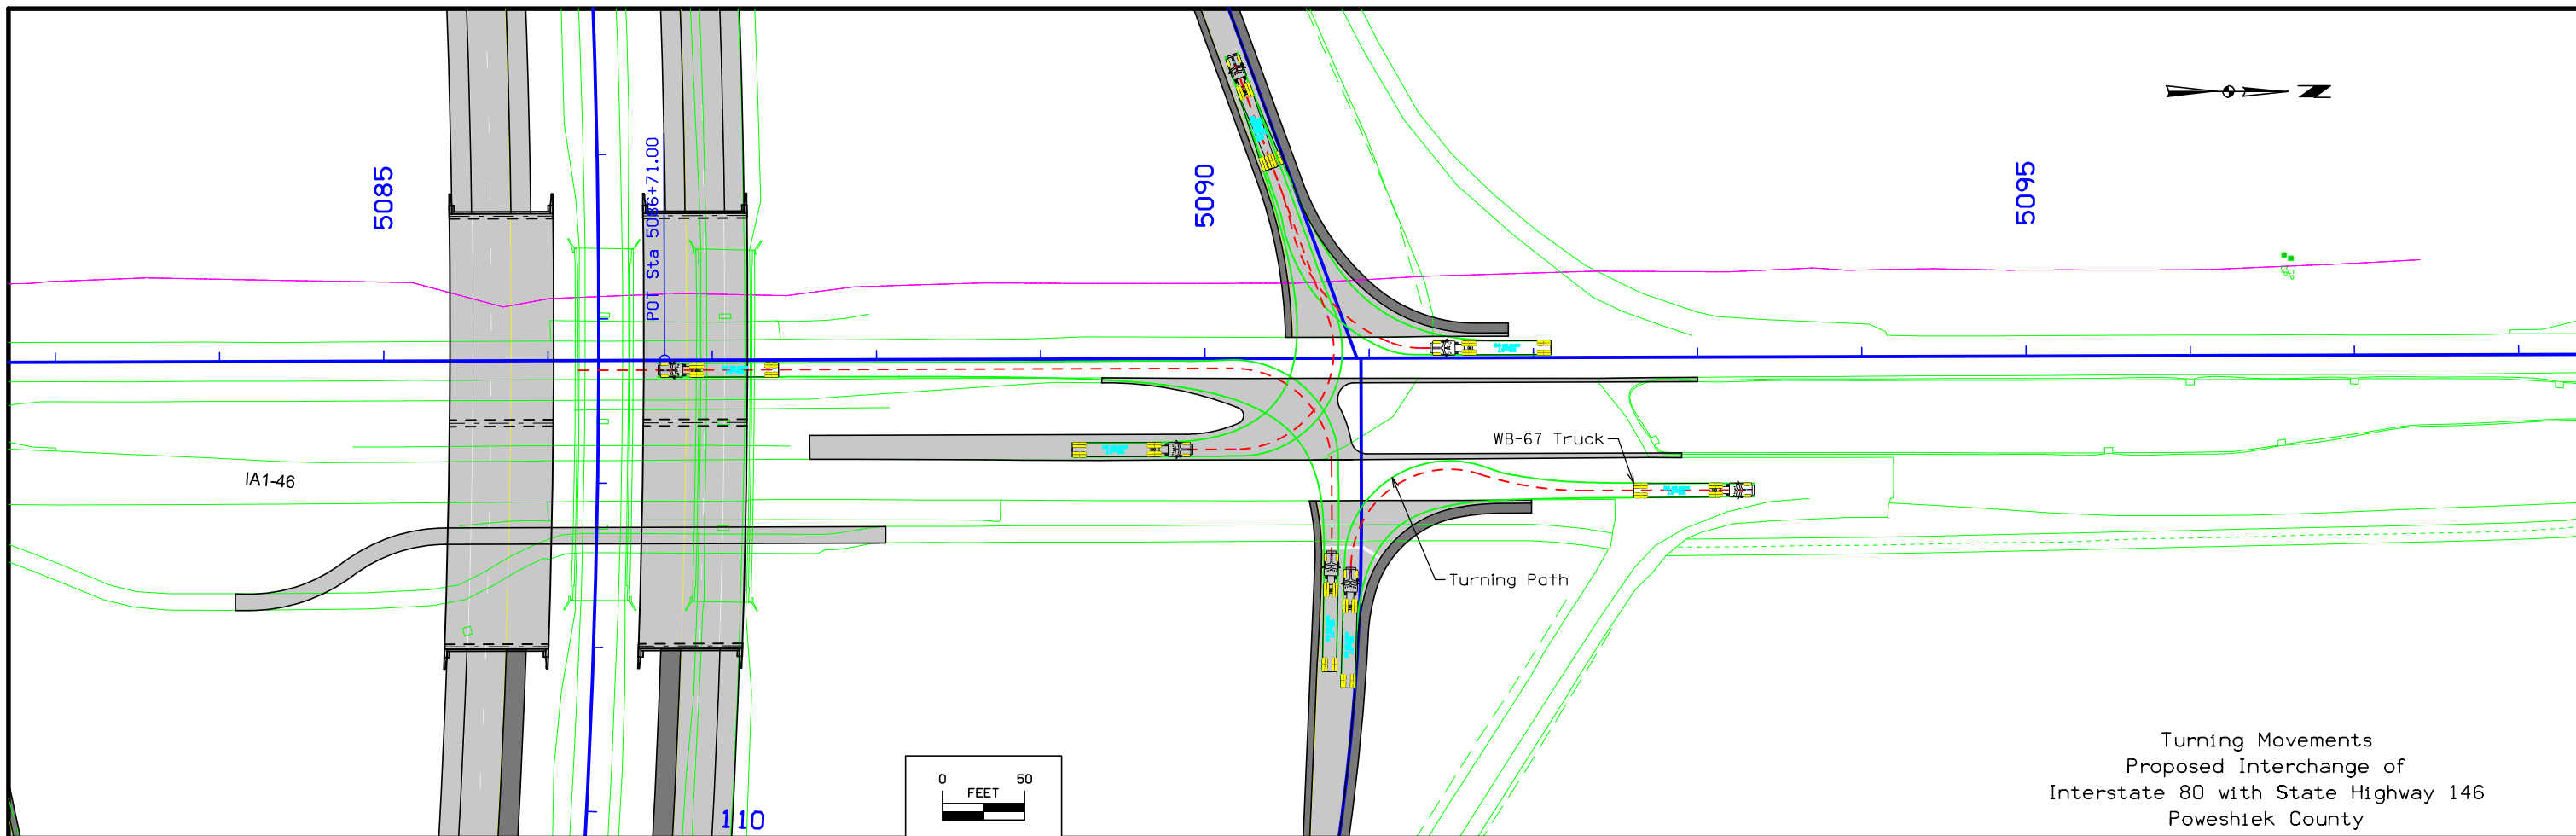 5085
POT Sta 5086+71.00
5090
5095
N
GP
WB-67 Truck
IA1-46
Turning Path
0 50
FEET
110
Turning Movements
Proposed Interchange of
Interstate 80 with State Highway 146
Poweshiek County